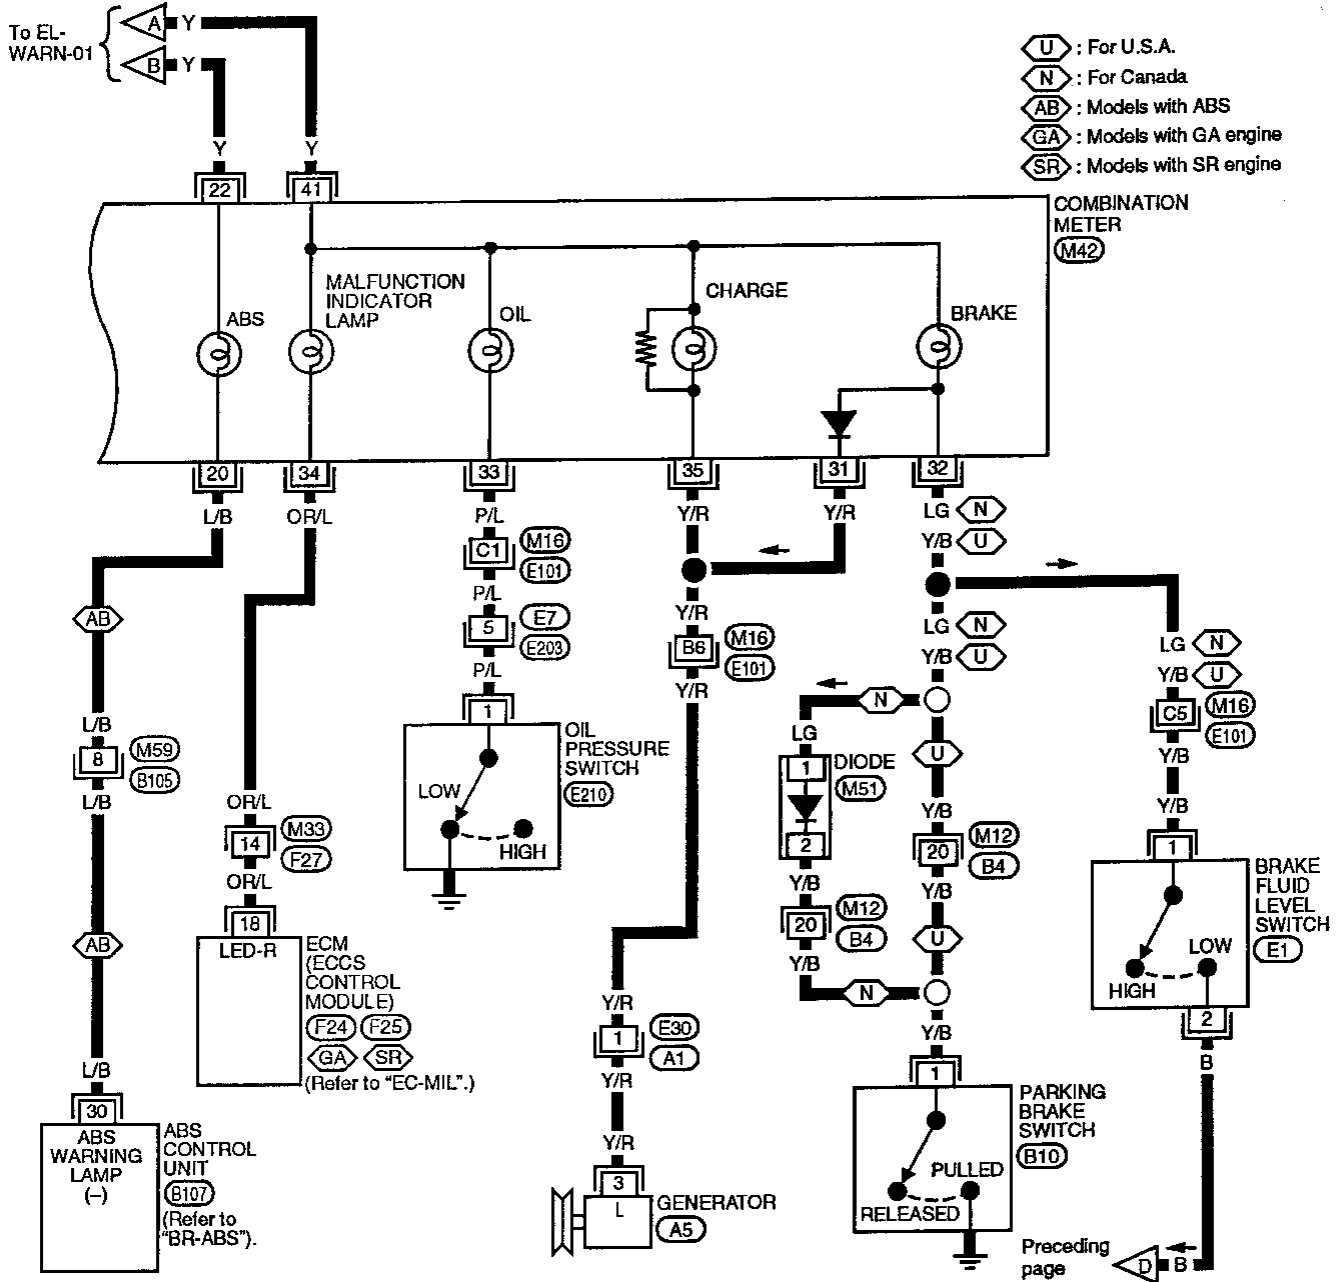 To EL-
WARN-01
A Y
B Y
U : For U.S.A.
N : For Canada
AB : Models with ABS
GA : Models with GA engine
SR : Models with SR engine
Y Y
22 41
COMBINATION
METER
M42
ABS
MALFUNCTION
INDICATOR
LAMP
OIL
CHARGE
BRAKE
20 34 33 35 31 32
L/B OR/L P/L Y/R Y/R LG N
Y/B U
C1 M16
E101
P/L
5 E7
E203
P/L
1
OIL
PRESSURE
SWITCH
E210
LOW
HIGH
Y/R
B6 M16
E101
Y/R
LG N
Y/B U
LG N
Y/B U
C5 M16
E101
Y/B
Y/B
1
BRAKE
FLUID
LEVEL
SWITCH
E1
LOW
HIGH
2
B
AB
L/B
8 M59
B105
L/B
AB
L/B
30
ABS
WARNING
LAMP
(–)
ABS
CONTROL
UNIT
B107
(Refer to
"BR-ABS").
OR/L
14 M33
F27
OR/L
18
LED-R
ECM
(ECCS
CONTROL
MODULE)
F24 F25
GA SR
(Refer to "EC-MIL".)
N
LG
1
DIODE
M51
2
Y/B
20 M12
B4
Y/B
N
U
Y/B
20 M12
B4
Y/B
U
Y/B
1
PARKING
BRAKE
SWITCH
B10
PULLED
RELEASED
Y/R
1 E30
A1
Y/R
Y/R
3
L
GENERATOR
A5
Preceding
page
D B